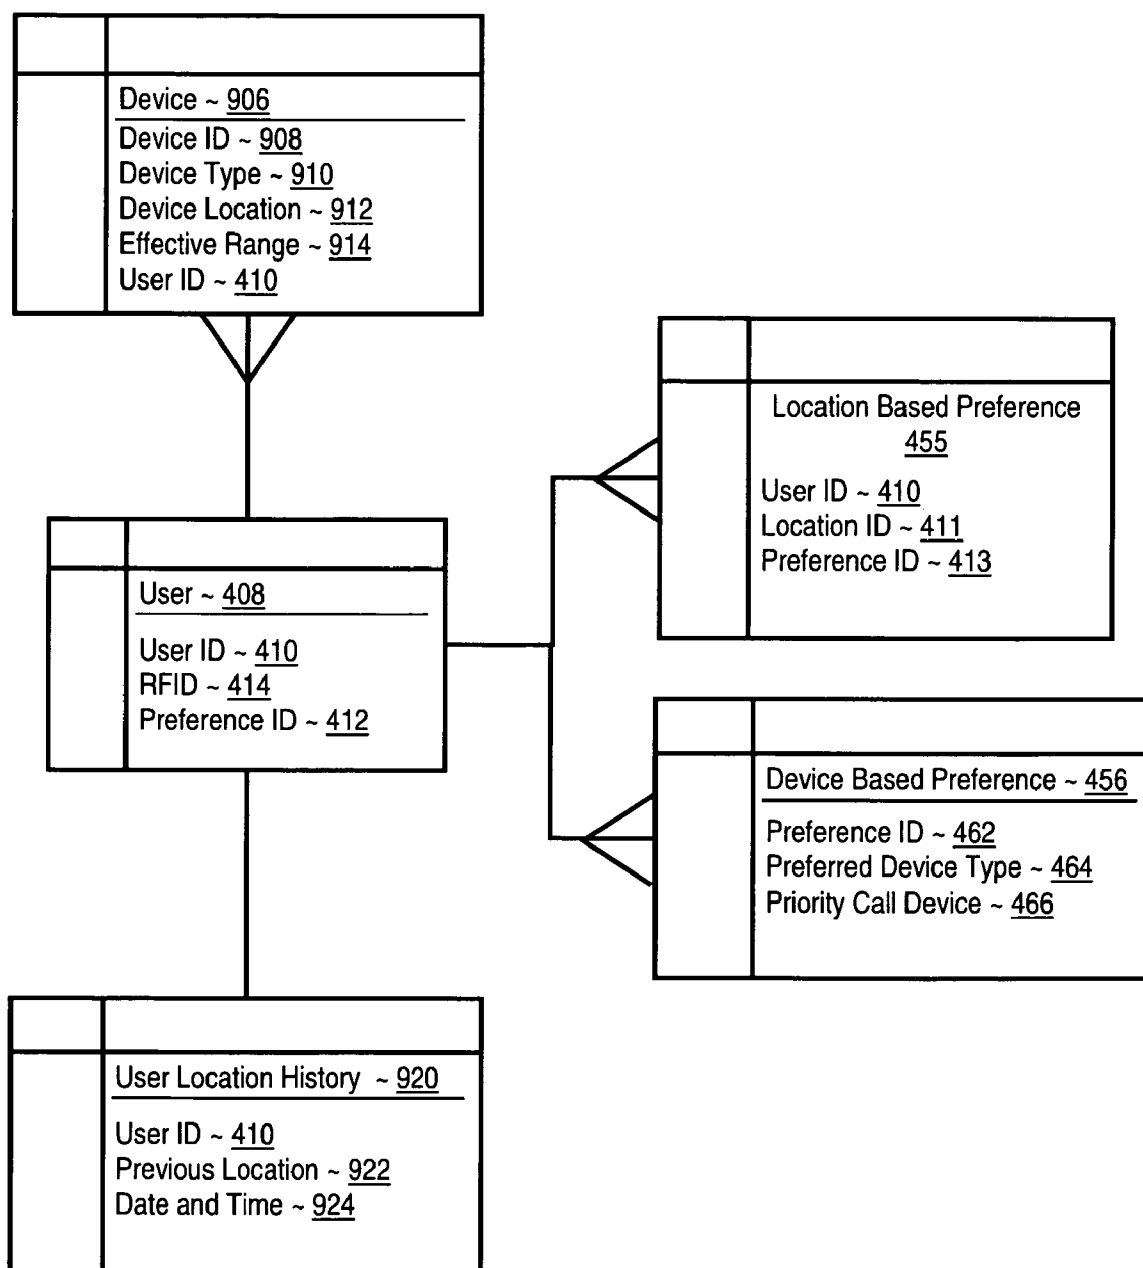 Device ~ 906
Device ID ~ 908
Device Type ~ 910
Device Location ~ 912
Effective Range ~ 914
User ID ~ 410
Location Based Preference
455
User ID ~ 410
Location ID ~ 411
Preference ID ~ 413
User ~ 408
User ID ~ 410
RFID ~ 414
Preference ID ~ 412
Device Based Preference ~ 456
Preference ID ~ 462
Preferred Device Type ~ 464
Priority Call Device ~ 466
User Location History ~ 920
User ID ~ 410
Previous Location ~ 922
Date and Time ~ 924